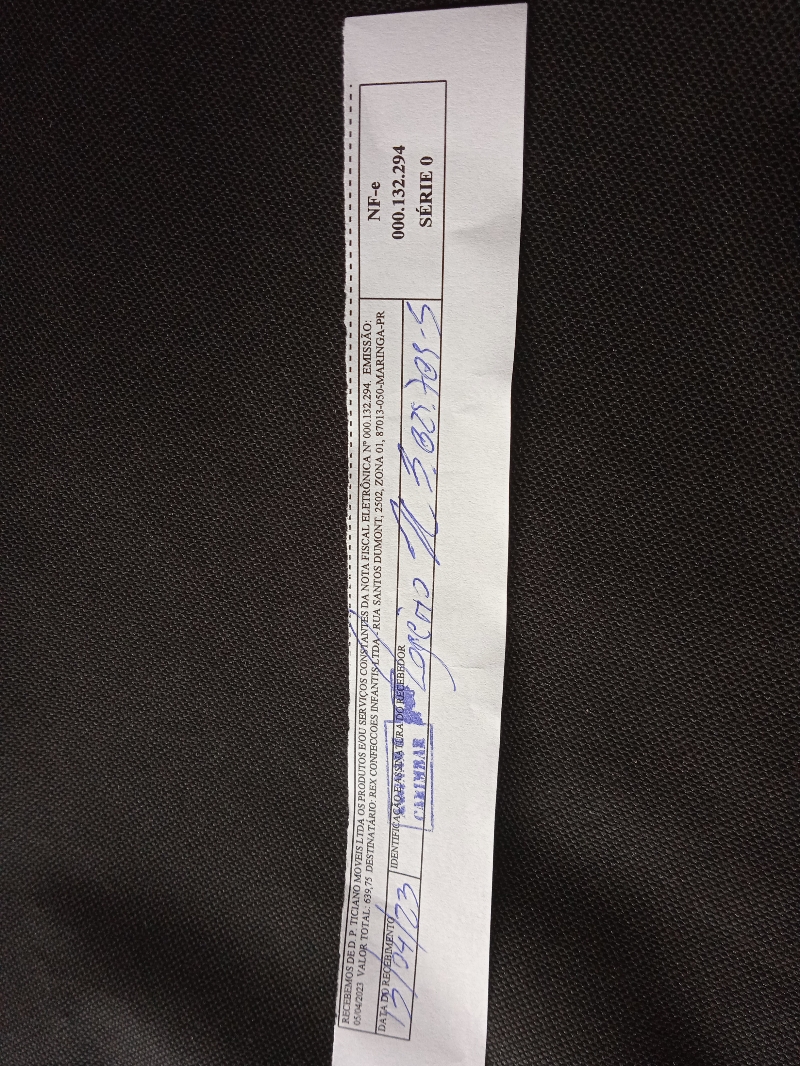 RECEBEMOS DE D. P. TICIANO MOVEIS LTDA OS PRODUTOS E/OU SERVIÇOS CONSTANTES DA NOTA FISCAL ELETRÔNICA Nº 000.132.294. EMISSÃO:
05/04/2023 VALOR TOTAL: 639,75 DESTINATÁRIO: REX CONFECCOES INFANTIS LTDA - RUA SANTOS DUMONT, 2502, ZONA 01, 87013-050-MARINGA-PR
DATA DO RECEBIMENTO
IDENTIFICAÇÃO E ASSINATURA DO RECEBEDOR
13/04/23
CARIMBAR
NF-e
000.132.294
SÉRIE 0